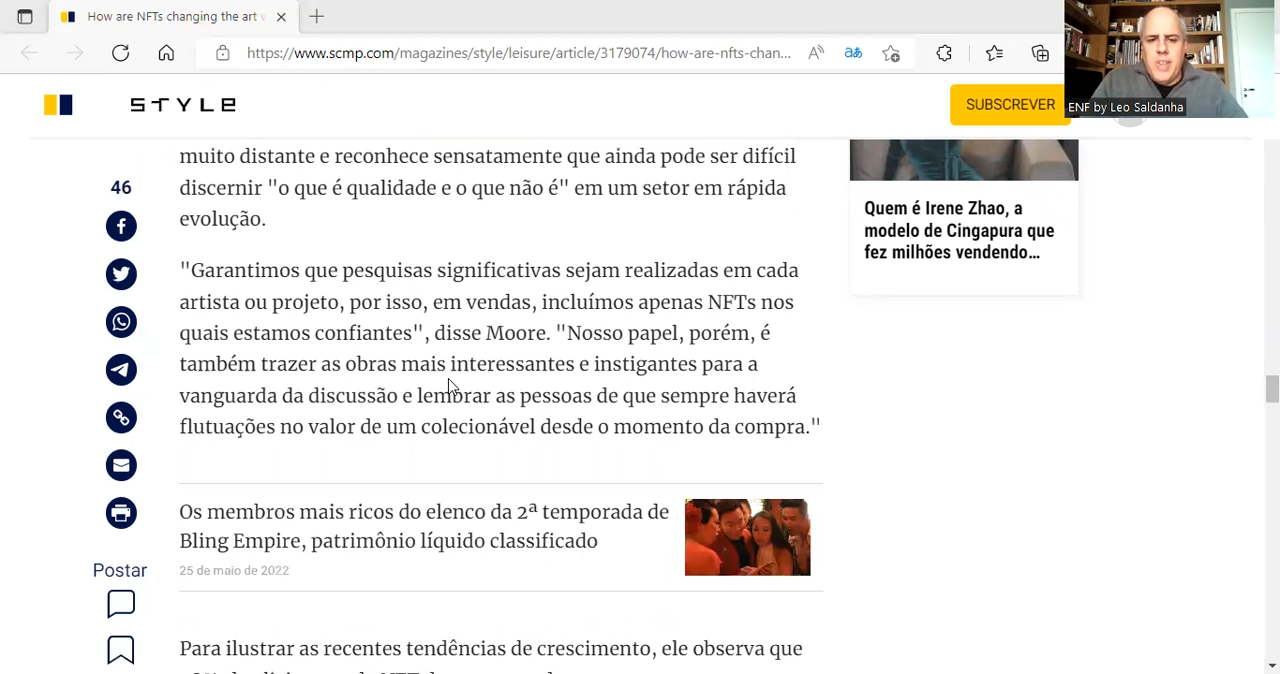 How are NFTs changing the art
https://www.scmp.com/magazines/style/leisure/article/3179074/how-are-nfts-chan...
ENF by Leo Saldanha
STYLE
SUBSCREVER
muito distante e reconhece sensatamente que ainda pode ser difícil
discernir "o que é qualidade e o que não é" em um setor em rápida
evolução.
46
"Garantimos que pesquisas significativas sejam realizadas em cada
artista ou projeto, por isso, em vendas, incluímos apenas NFTs nos
quais estamos confiantes", disse Moore. "Nosso papel, porém, é
também trazer as obras mais interessantes e instigantes para a
vanguarda da discussão e lembrar as pessoas de que sempre haverá
flutuações no valor de um colecionável desde o momento da compra."
Quem é Irene Zhao, a
modelo de Cingapura que
fez milhões vendendo...
Os membros mais ricos do elenco da 2ª temporada de
Bling Empire, patrimônio líquido classificado
25 de maio de 2022
Postar
Para ilustrar as recentes tendências de crescimento, ele observa que